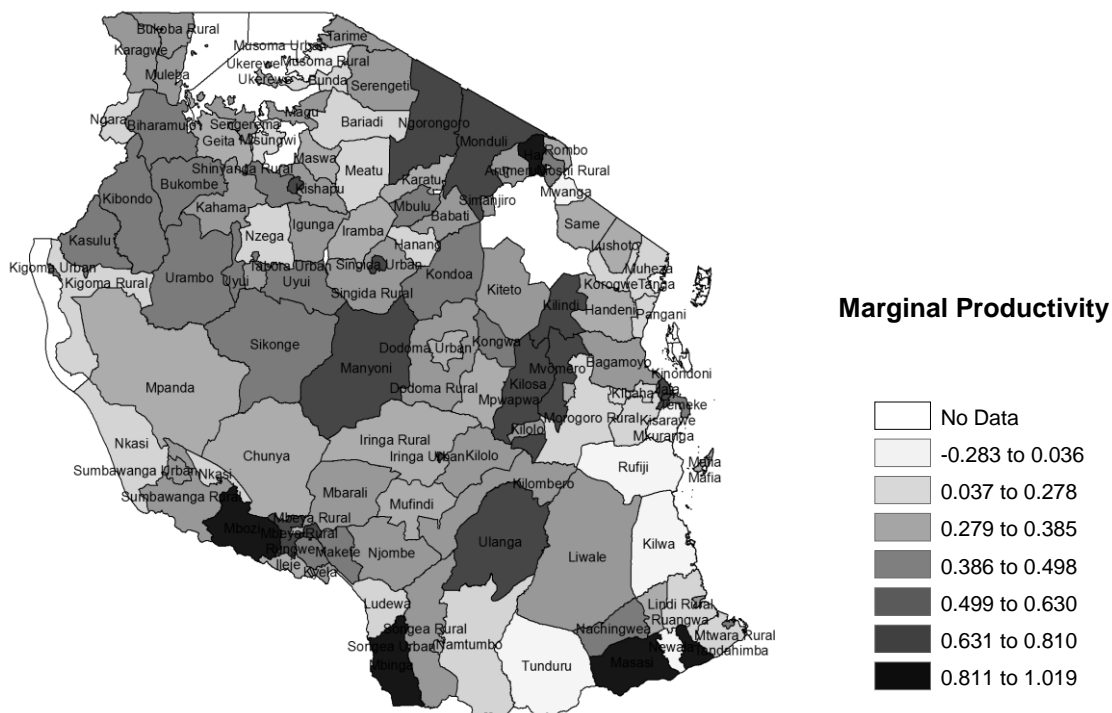 Bukoba Rural
Karagwe
Muleba
Musoma Urban
Tarime
Ukerewe
Musoma Rural
Ukerewe
Bunda
Serengeti
Ngara
Biharamulo
Sengerema
Magu
Geita
Msungwi
Bariadi
Ngorongoro
Monduli
Rombo
Moshi Rural
Shinyanga Rural
Maswa
Meatu
Karatu
Mwanga
Bukombe
Kishapu
Simanjiro
Kibondo
Kahama
Igunga
Mbulu
Babati
Same
Nzega
Iramba
Hanang
Lushoto
Kasulu
Kigoma Urban
Kigoma Rural
Urambo
Tabora Urban
Uyui
Uyui
Singida Urban
Singida Rural
Kondoa
Kiteto
Kilindi
Muheza
Korogwe
Tanga
Handeni
Pangani
Marginal Productivity
Sikonge
Manyoni
Dodoma Urban
Kongwa
Mvomero
Bagamoyo
Kinondoni
Mpanda
Dodoma Rural
Mpwapwa
Kilosa
Morogoro Rural
Kibaha
Temeke
Kisarawe
Mkuranga
Kilolo
Nkasi
Chunya
Iringa Rural
Iringa Urban
Kilolo
Rufiji
Mafia
Mafia
Sumbawanga Urban
Nkasi
Sumbawanga Rural
Mbarali
Mufindi
Kilombero
Mbozi
Mbeya Rural
Mbeya Rural
Rungwe
Makete
Njombe
Ulanga
Liwale
Kilwa
Ileje
Kyela
Ludewa
Songea Rural
Songea Urban
Namtumbo
Mbinga
Tunduru
Nachingwea
Lindi Rural
Ruangwa
Masasi
Newala
Mtwara Rural
Tandahimba
No Data
-0.283 to 0.036
0.037 to 0.278
0.279 to 0.385
0.386 to 0.498
0.499 to 0.630
0.631 to 0.810
0.811 to 1.019